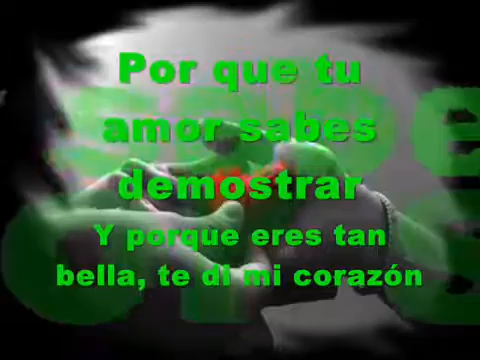 Por que tu
amor sabes
demostrar
Y porque eres tan
bella, te di mi corazón